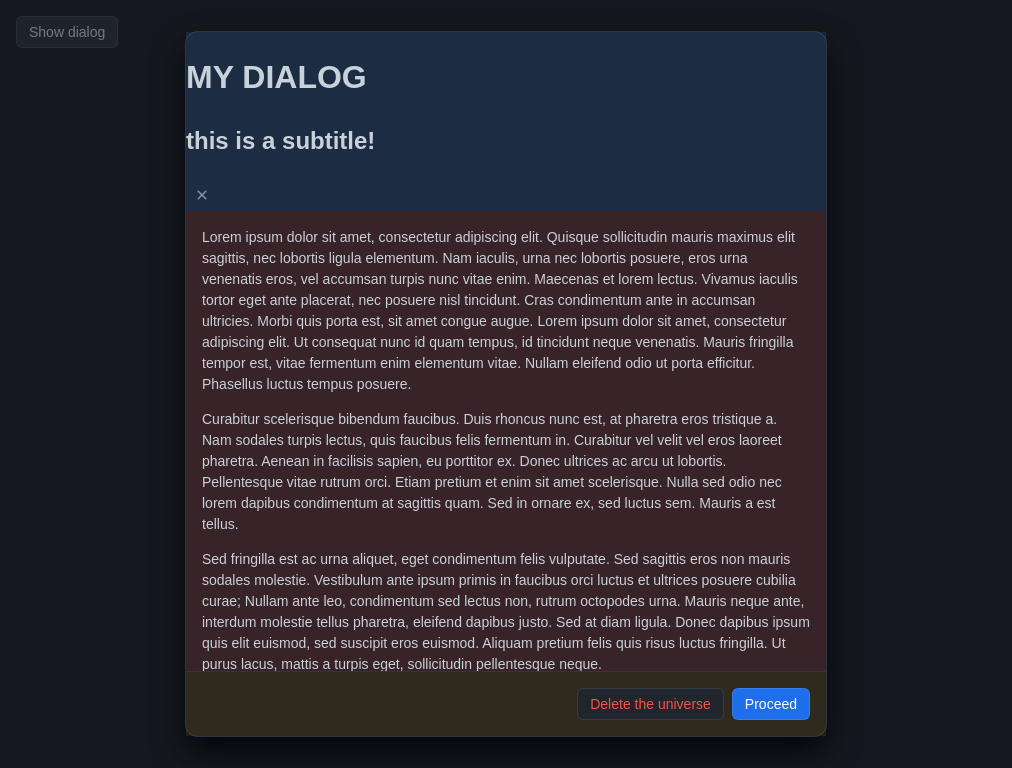 Show dialog
MY DIALOG
this is a subtitle!
Lorem ipsum dolor sit amet, consectetur adipiscing elit. Quisque sollicitudin mauris maximus elit
sagittis, nec lobortis ligula elementum. Nam iaculis, urna nec lobortis posuere, eros urna
venenatis eros, vel accumsan turpis nunc vitae enim. Maecenas et lorem lectus. Vivamus iaculis
tortor eget ante placerat, nec posuere nisl tincidunt. Cras condimentum ante in accumsan
ultricies. Morbi quis porta est, sit amet congue augue. Lorem ipsum dolor sit amet, consectetur
adipiscing elit. Ut consequat nunc id quam tempus, id tincidunt neque venenatis. Mauris fringilla
tempor est, vitae fermentum enim elementum vitae. Nullam eleifend odio ut porta efficitur.
Phasellus luctus tempus posuere.
Curabitur scelerisque bibendum faucibus. Duis rhoncus nunc est, at pharetra eros tristique a.
Nam sodales turpis lectus, quis faucibus felis fermentum in. Curabitur vel velit vel eros laoreet
pharetra. Aenean in facilisis sapien, eu porttitor ex. Donec ultrices ac arcu ut lobortis.
Pellentesque vitae rutrum orci. Etiam pretium et enim sit amet scelerisque. Nulla sed odio nec
lorem dapibus condimentum at sagittis quam. Sed in ornare ex, sed luctus sem. Mauris a est
tellus.
Sed fringilla est ac urna aliquet, eget condimentum felis vulputate. Sed sagittis eros non mauris
sodales molestie. Vestibulum ante ipsum primis in faucibus orci luctus et ultrices posuere cubilia
curae; Nullam ante leo, condimentum sed lectus non, rutrum octopodes urna. Mauris neque ante,
interdum molestie tellus pharetra, eleifend dapibus justo. Sed at diam ligula. Donec dapibus ipsum
quis elit euismod, sed suscipit eros euismod. Aliquam pretium felis quis risus luctus fringilla. Ut
purus lacus, mattis a turpis eget, sollicitudin pellentesque neque.
Delete the universe
Proceed